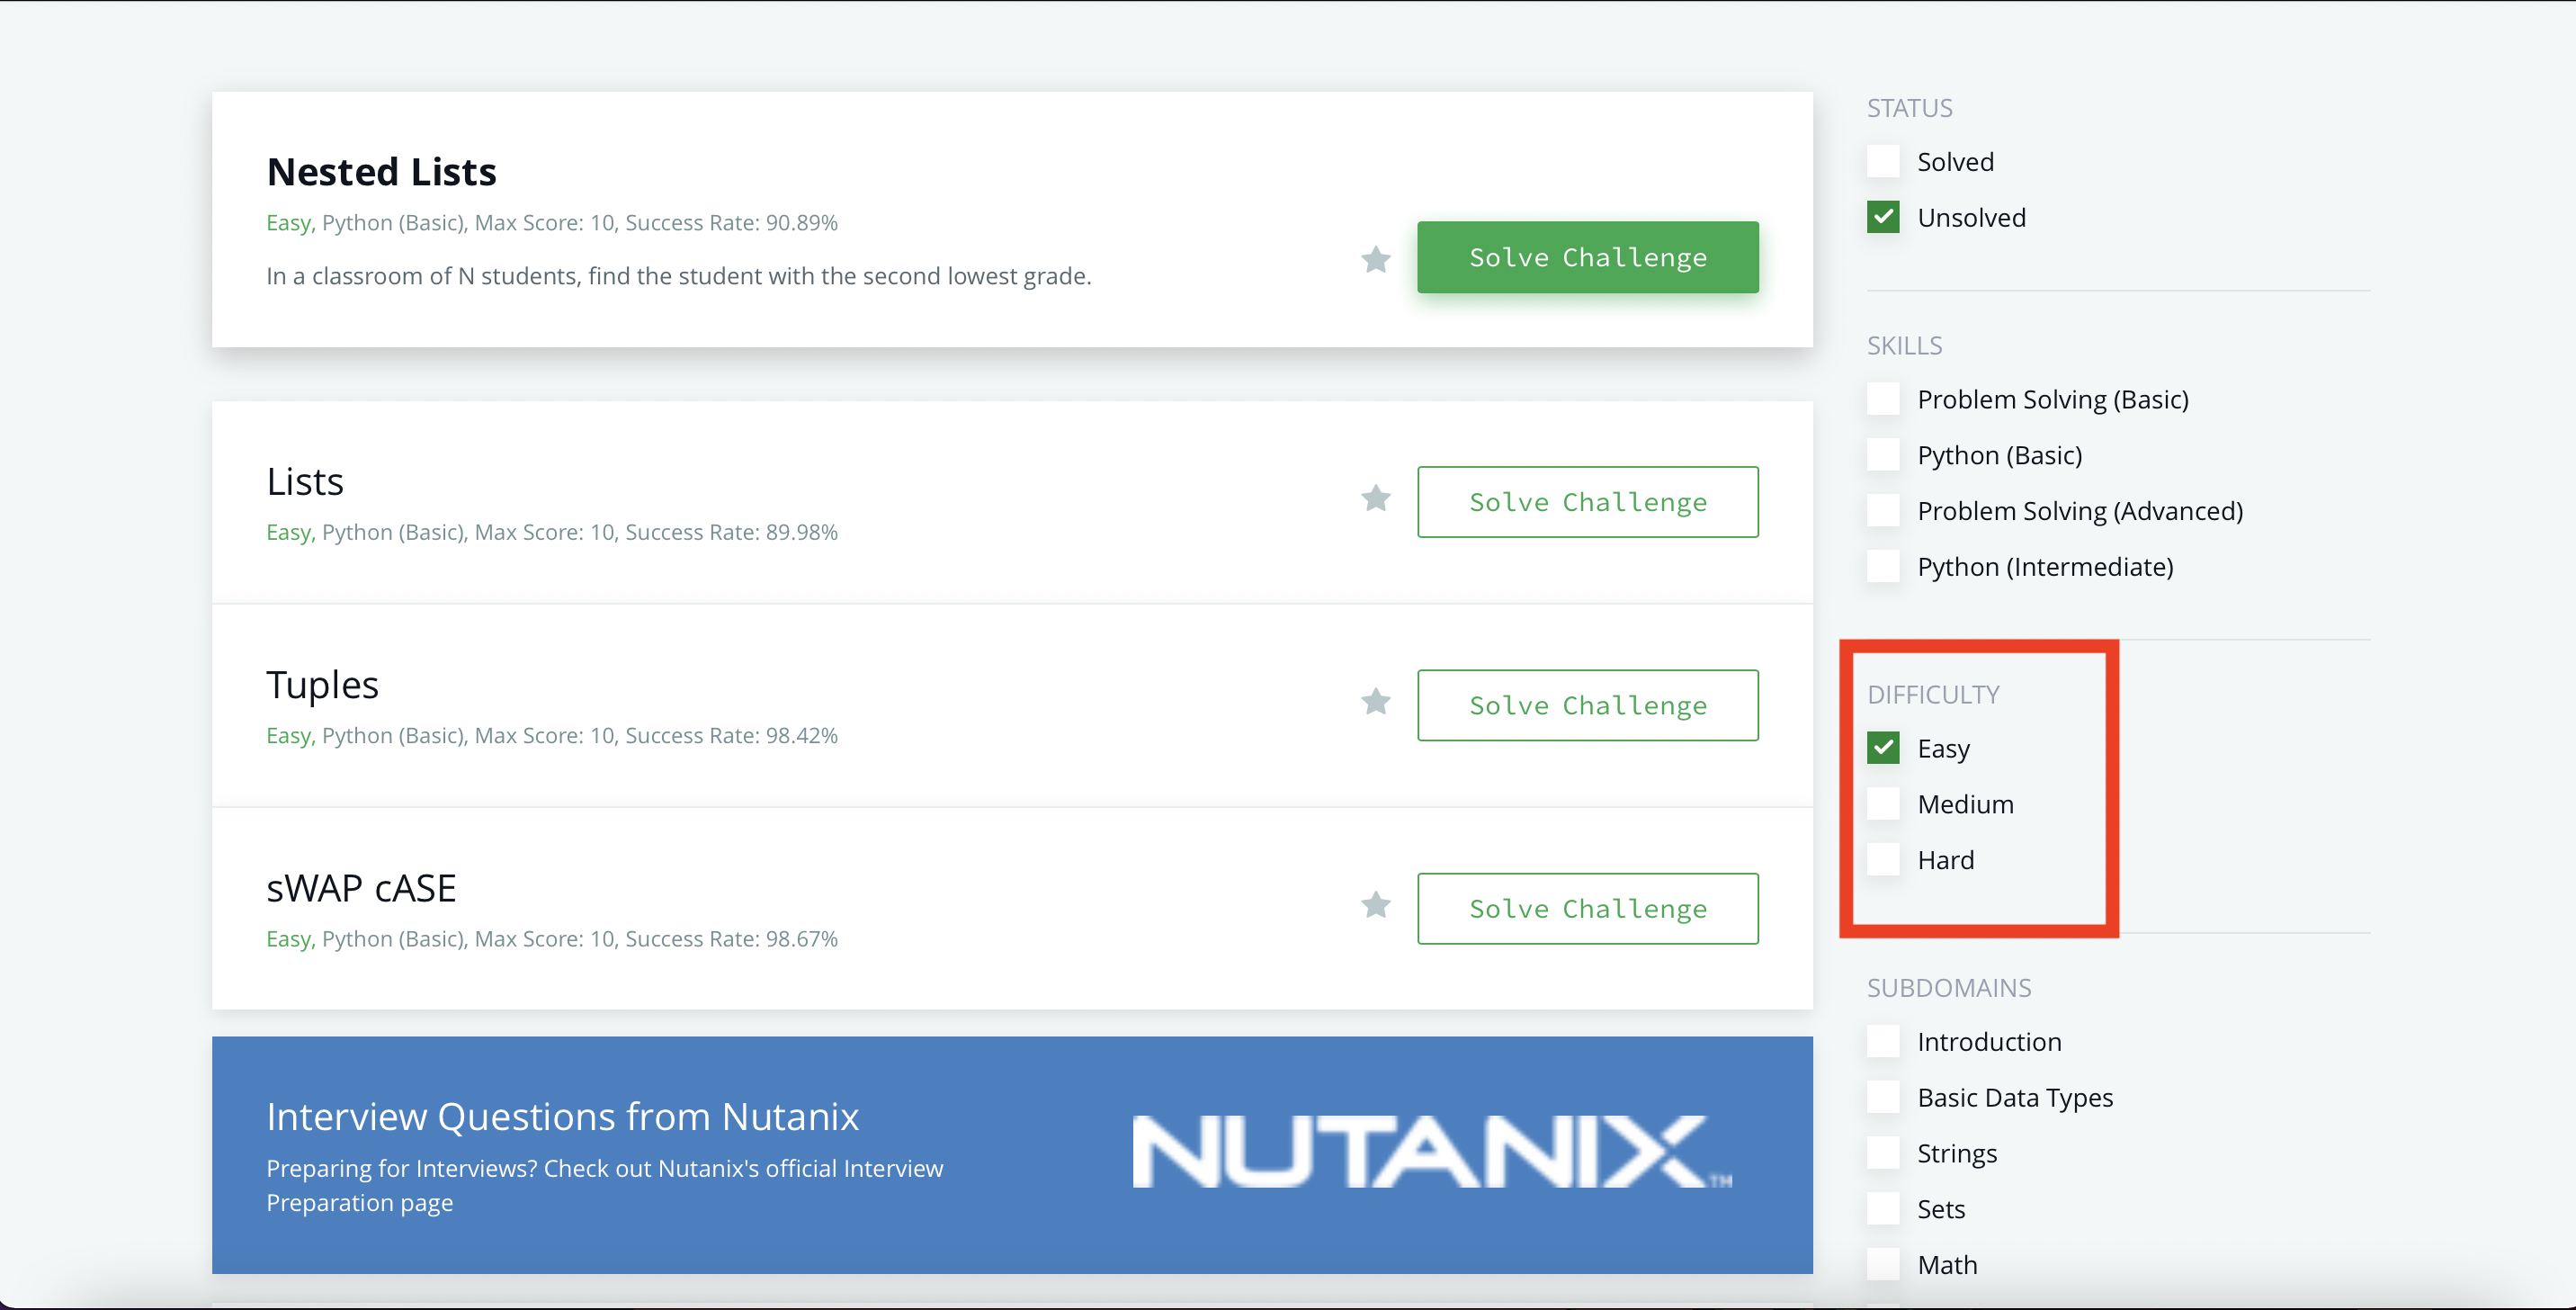 Nested Lists
Easy, Python (Basic), Max Score: 10, Success Rate: 90.89%
In a classroom of N students, find the student with the second lowest grade.
Solve Challenge
Lists
Easy, Python (Basic), Max Score: 10, Success Rate: 89.98%
Solve Challenge
Tuples
Easy, Python (Basic), Max Score: 10, Success Rate: 98.42%
Solve Challenge
sWAP cASE
Easy, Python (Basic), Max Score: 10, Success Rate: 98.67%
Solve Challenge
Interview Questions from Nutanix
Preparing for Interviews? Check out Nutanix's official Interview
Preparation page
NUTANIX™
STATUS
Solved
Unsolved
SKILLS
Problem Solving (Basic)
Python (Basic)
Problem Solving (Advanced)
Python (Intermediate)
DIFFICULTY
Easy
Medium
Hard
SUBDOMAINS
Introduction
Basic Data Types
Strings
Sets
Math